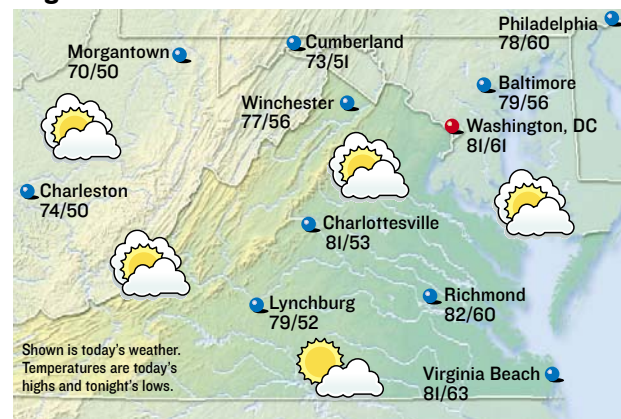 Philadelphia
78/60
Morgantown
70/50
Cumberland
73/51
Baltimore
79/56
Winchester
77/56
Washington, DC
81/61
Charleston
74/50
Charlottesville
81/53
Richmond
82/60
Lynchburg
79/52
Shown is today's weather.
Temperatures are today's
highs and tonight's lows.
Virginia Beach
81/63